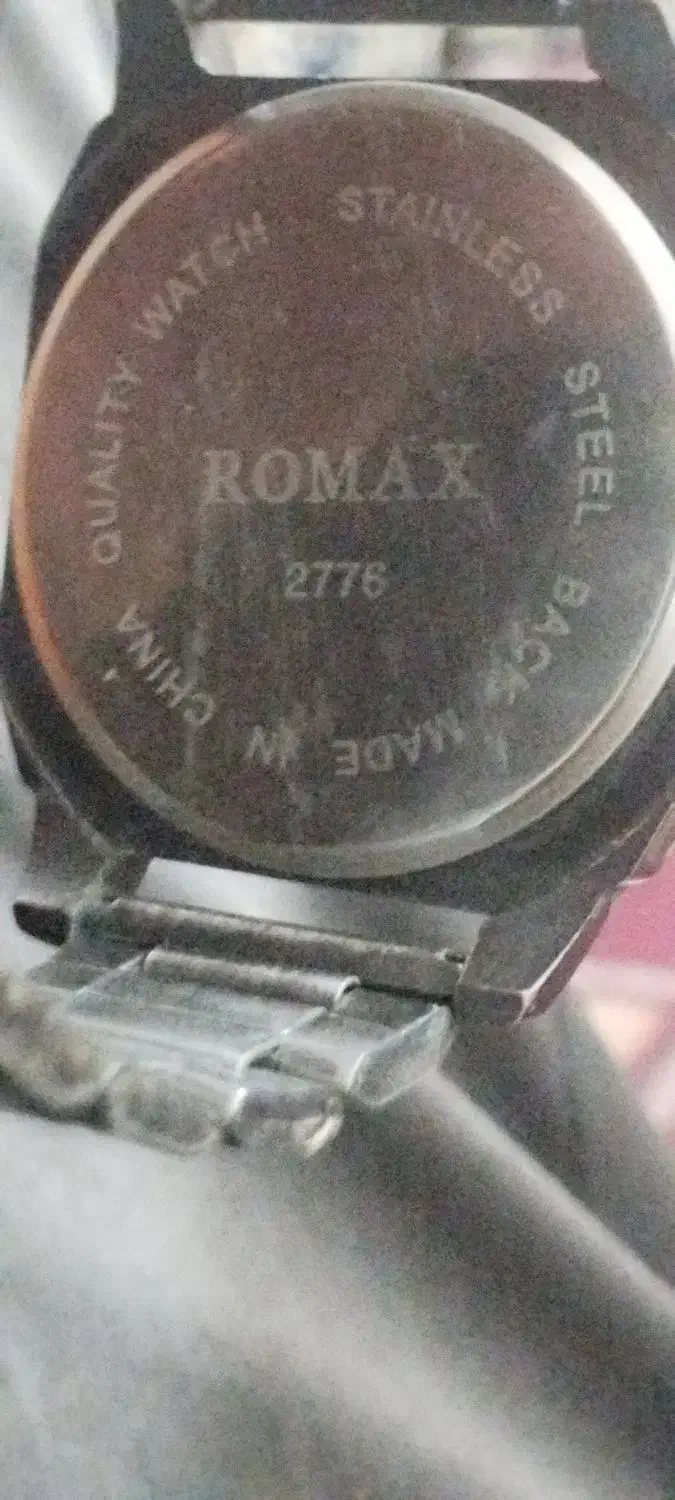 QUALITY WATCH STAINLESS STEEL BACK MADE IN CHINA
ROMAX
2776